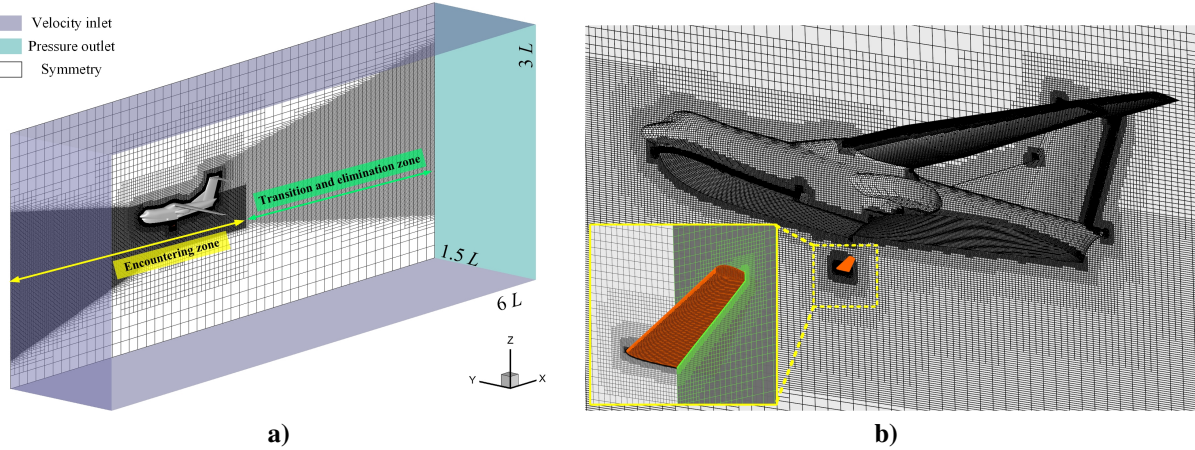 Velocity inlet
Pressure outlet
Symmetry
3 L
Transition and elimination zone
Encountering zone
1.5 L
6 L
Z
Y
X
a)
b)